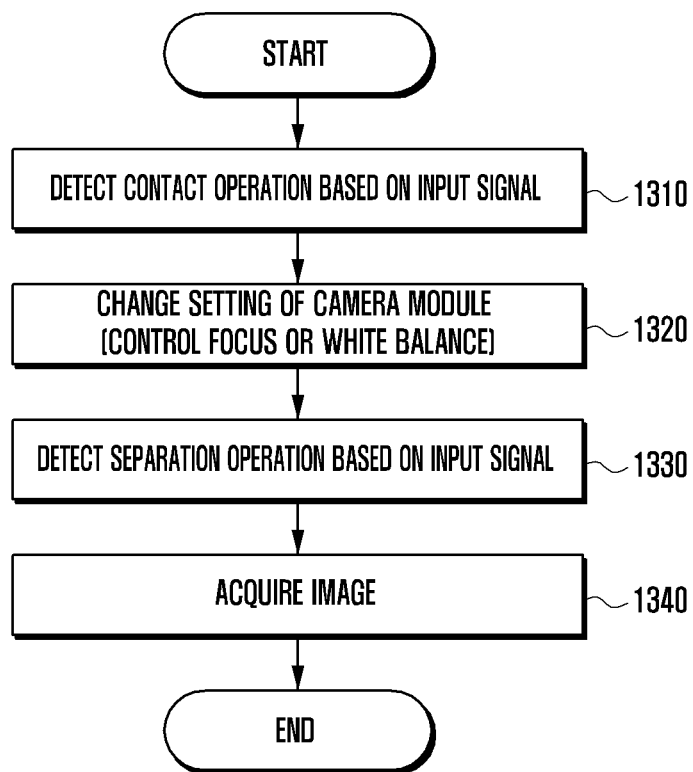 START
DETECT CONTACT OPERATION BASED ON INPUT SIGNAL
1310
CHANGE SETTING OF CAMERA MODULE
(CONTROL FOCUS OR WHITE BALANCE)
1320
DETECT SEPARATION OPERATION BASED ON INPUT SIGNAL
1330
ACQUIRE IMAGE
1340
END